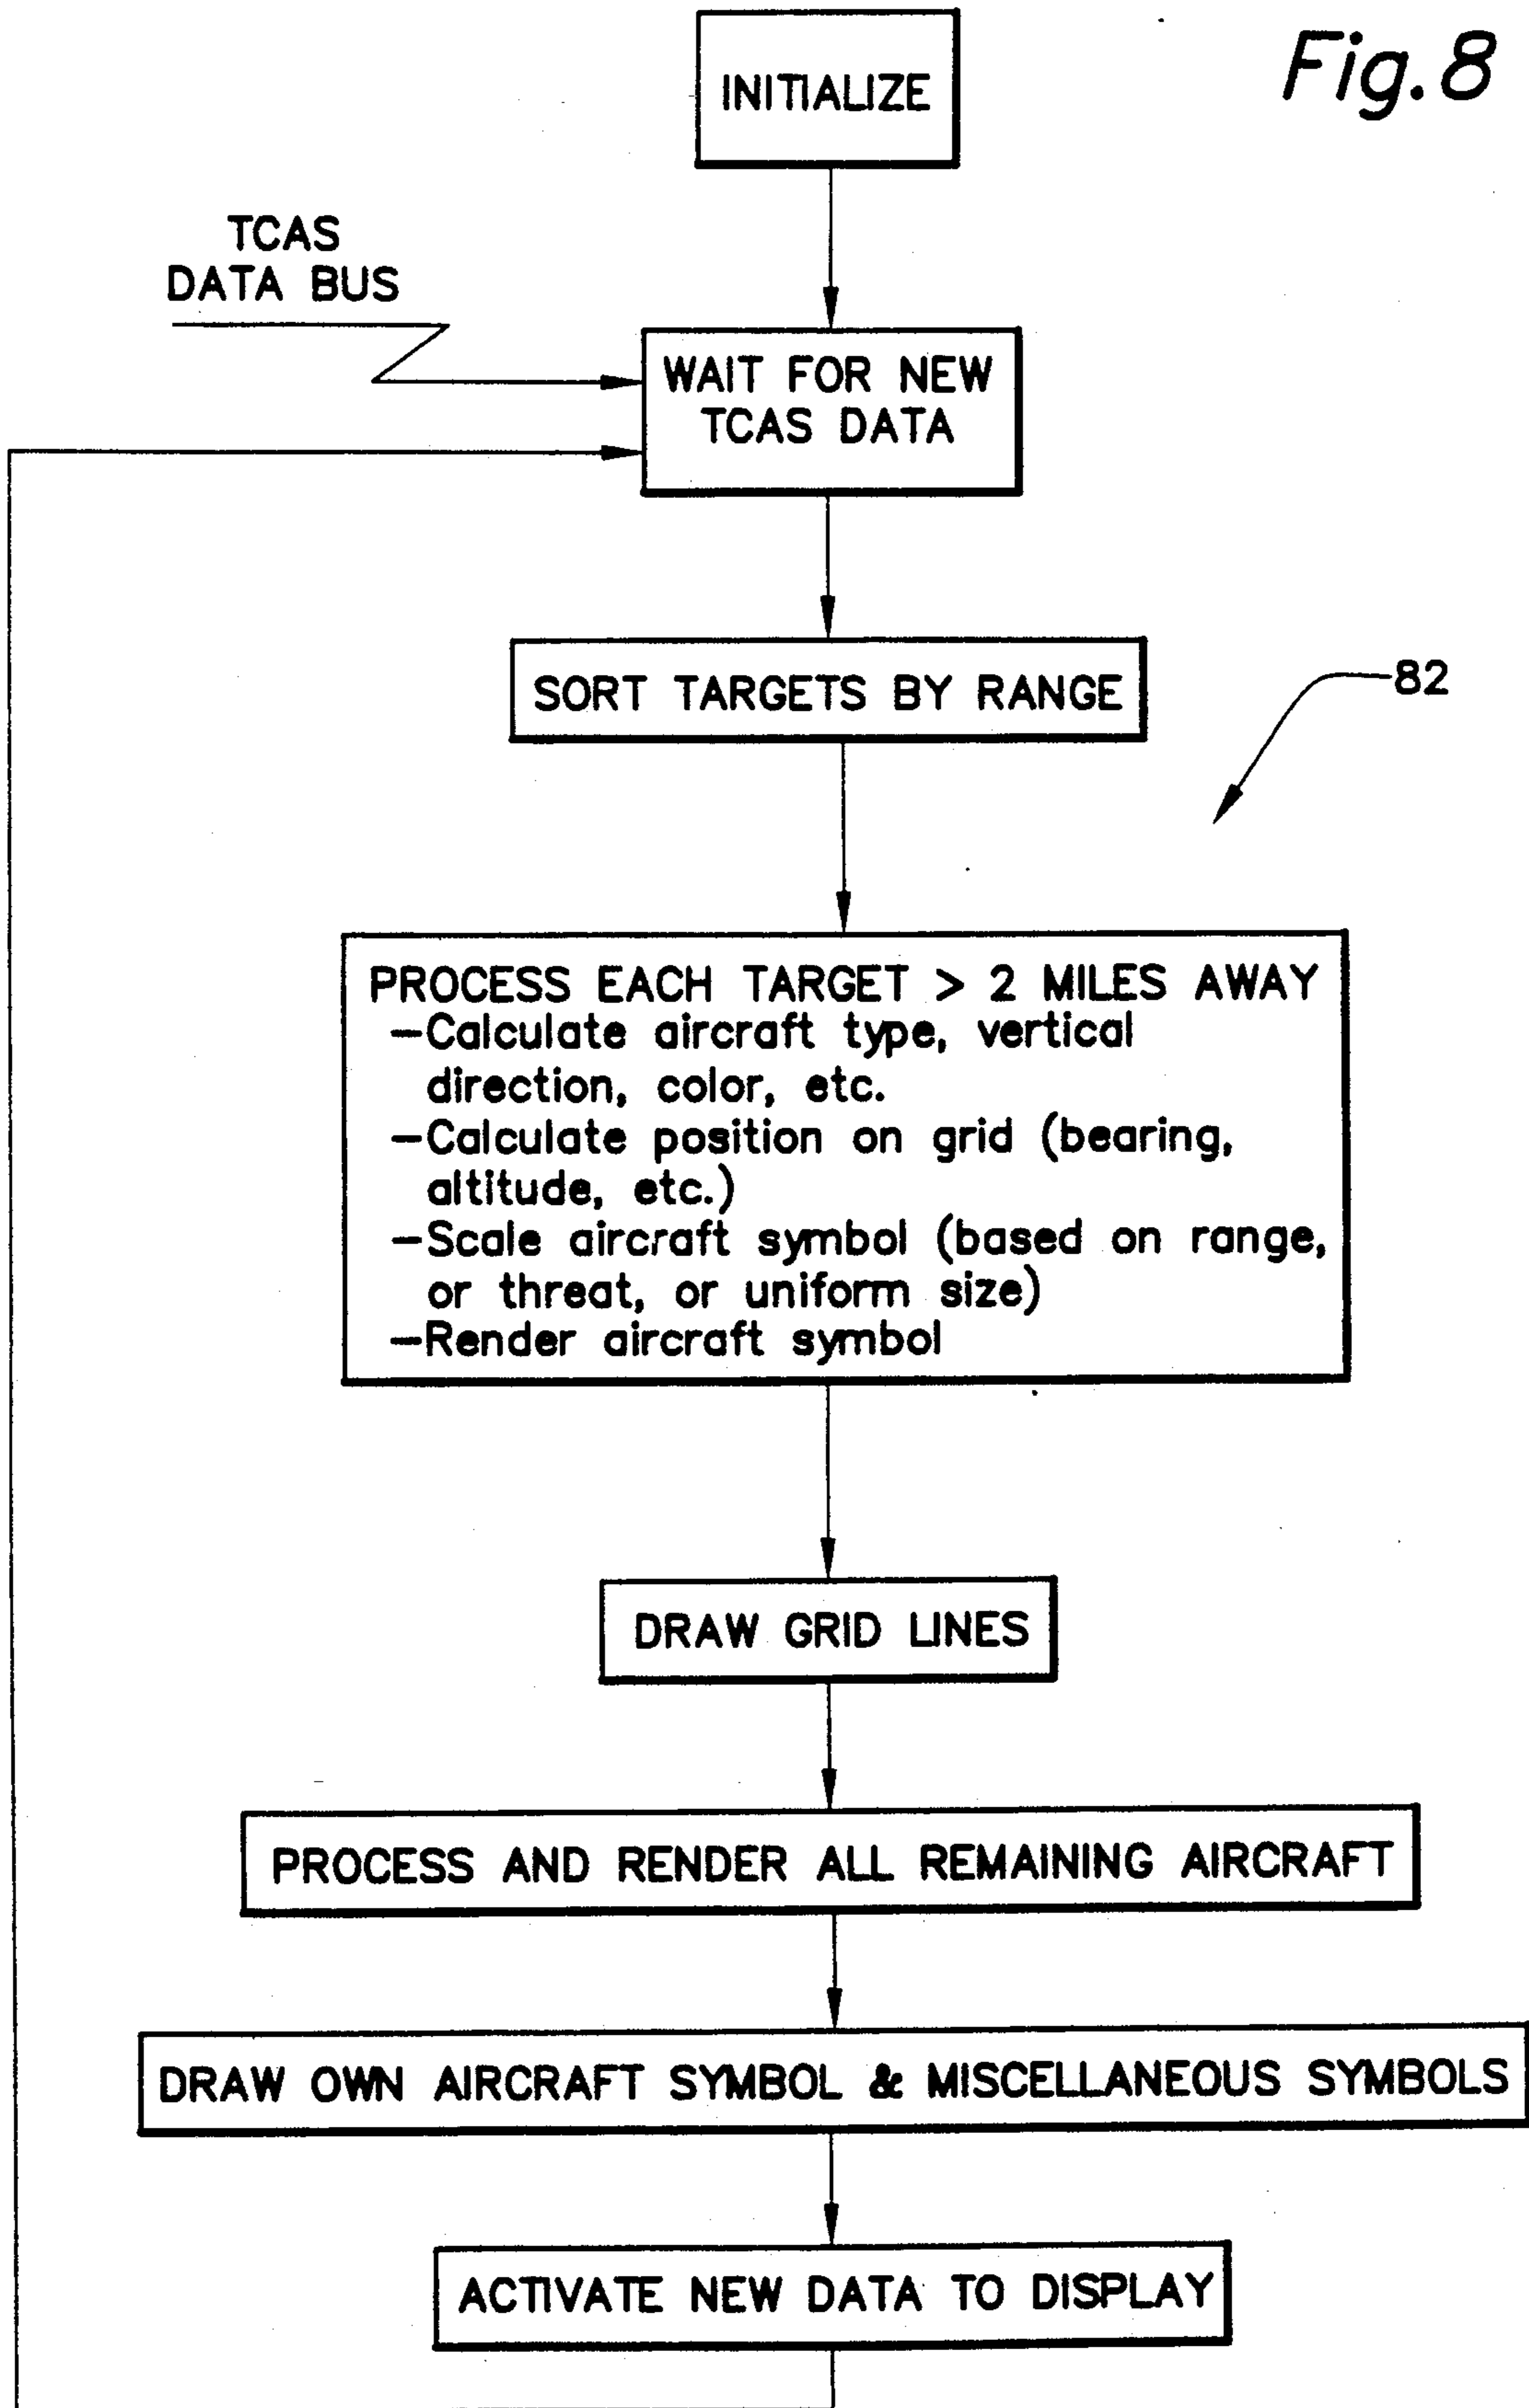 Fig. 8
INITIALIZE
TCAS
DATA BUS
WAIT FOR NEW
TCAS DATA
SORT TARGETS BY RANGE
82
PROCESS EACH TARGET > 2 MILES AWAY
–Calculate aircraft type, vertical
direction, color, etc.
–Calculate position on grid (bearing,
altitude, etc.)
–Scale aircraft symbol (based on range,
or threat, or uniform size)
–Render aircraft symbol
DRAW GRID LINES
PROCESS AND RENDER ALL REMAINING AIRCRAFT
DRAW OWN AIRCRAFT SYMBOL & MISCELLANEOUS SYMBOLS
ACTIVATE NEW DATA TO DISPLAY